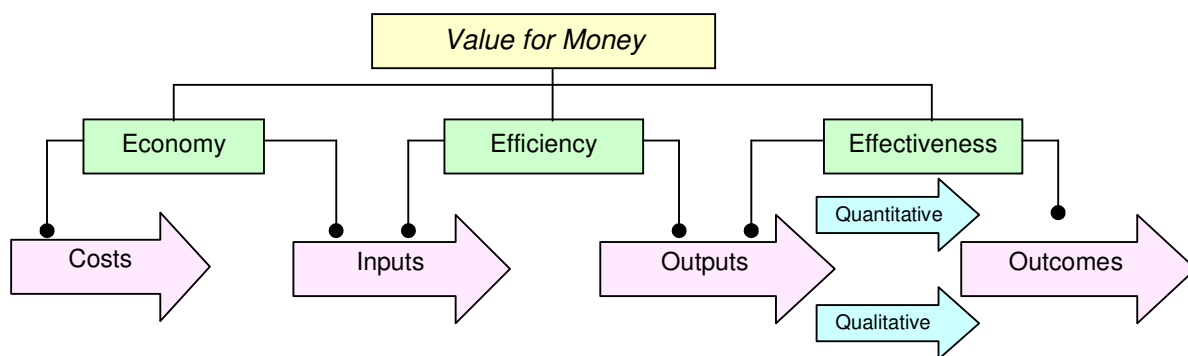 Value for Money
Economy
Efficiency
Effectiveness
Quantitative
Costs
Inputs
Outputs
Outcomes
Qualitative